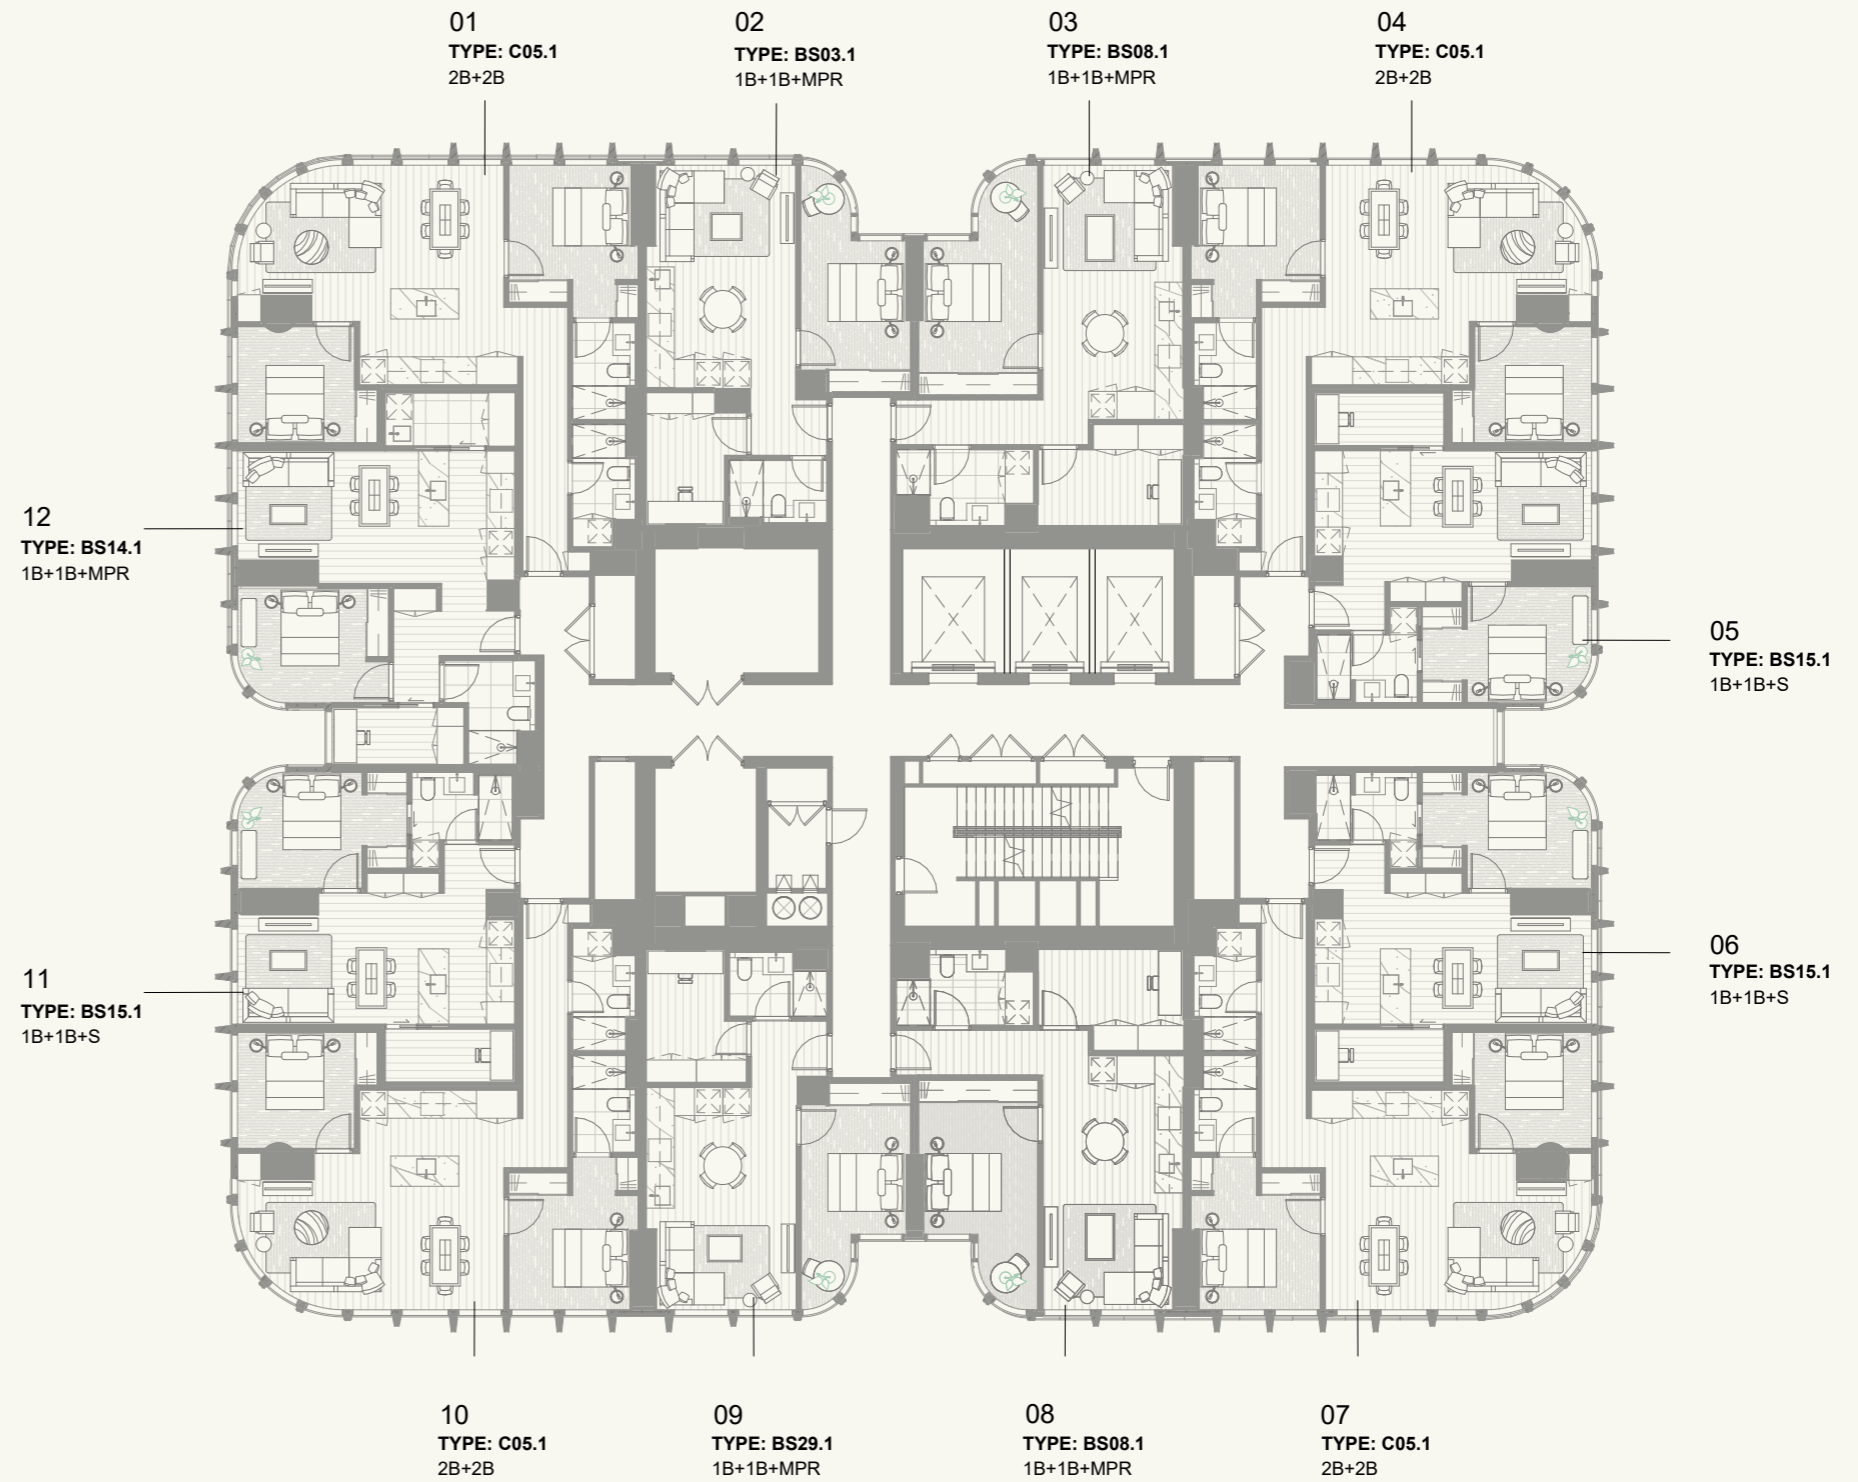 01
TYPE: C05.1
2B+2B
02
TYPE: BS03.1
1B+1B+MPR
03
TYPE: BS08.1
1B+1B+MPR
04
TYPE: C05.1
2B+2B
12
TYPE: BS14.1
1B+1B+MPR
05
TYPE: BS15.1
1B+1B+S
11
TYPE: BS15.1
1B+1B+S
06
TYPE: BS15.1
1B+1B+S
10
TYPE: C05.1
2B+2B
09
TYPE: BS29.1
1B+1B+MPR
08
TYPE: BS08.1
1B+1B+MPR
07
TYPE: C05.1
2B+2B